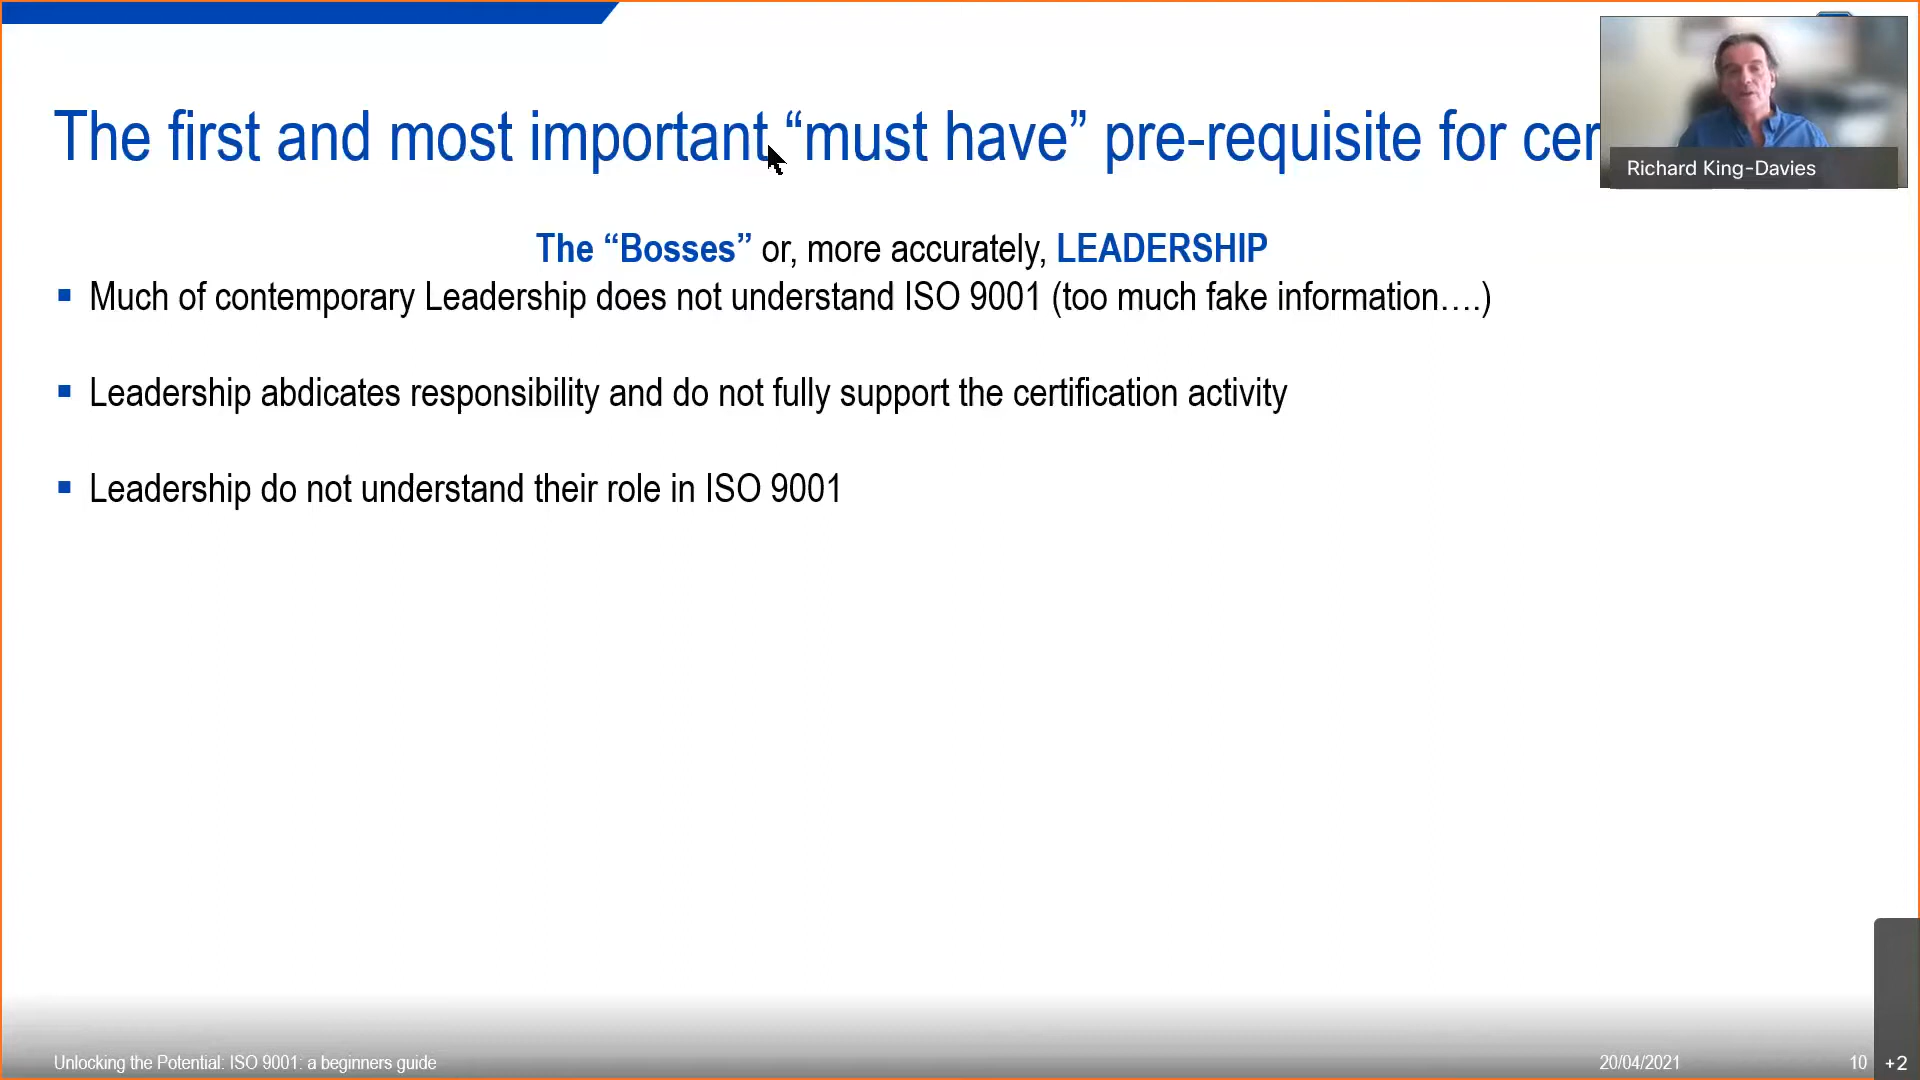 The first and most important “must have” pre-requisite for cer
Richard King-Davies
The “Bosses” or, more accurately, LEADERSHIP
Much of contemporary Leadership does not understand ISO 9001 (too much fake information….)
Leadership abdicates responsibility and do not fully support the certification activity
Leadership do not understand their role in ISO 9001
Unlocking the Potential: ISO 9001: a beginners guide
20/04/2021
10
+2